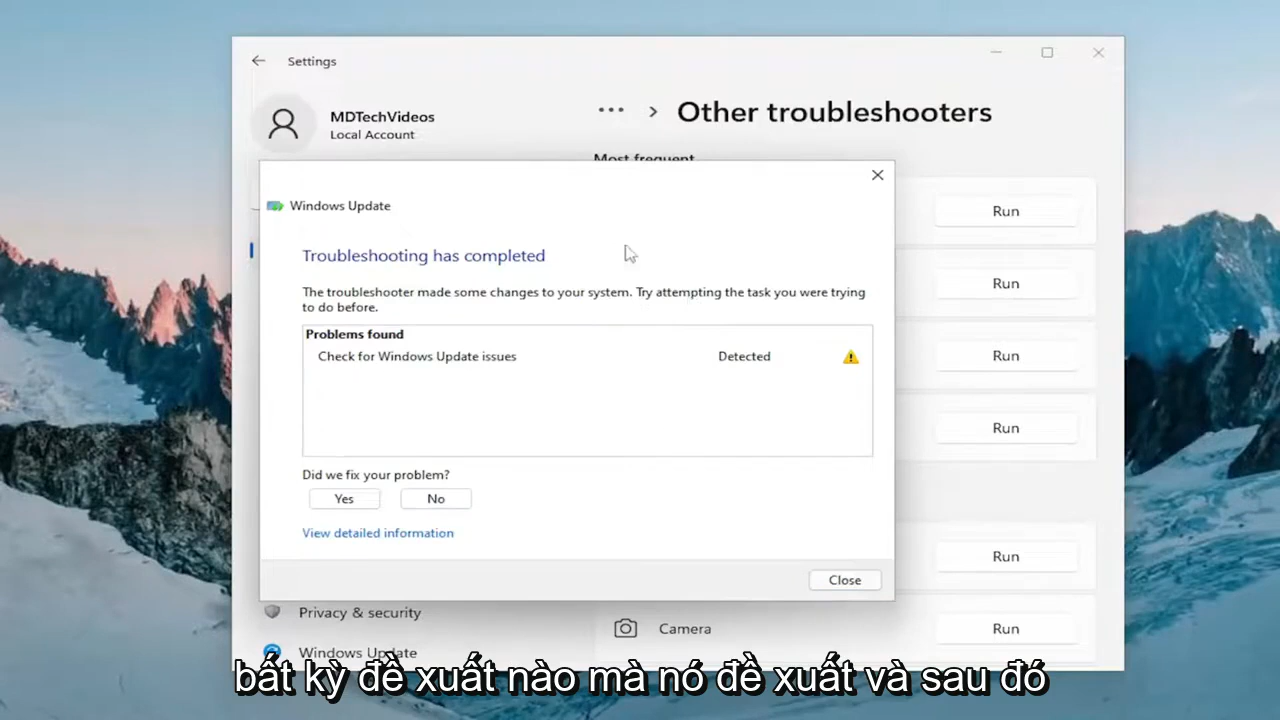 Settings
MDTechVideos
Local Account
Other troubleshooters
Most frequent
Run
Windows Update
Troubleshooting has completed
Run
The troubleshooter made some changes to your system. Try attempting the task you were trying
to do before.
Problems found
Check for Windows Update issues
Detected
Run
Run
Did we fix your problem?
Yes
No
View detailed information
Run
Close
Privacy & security
Camera
Run
Windows Update
bất kỳ đề xuất nào mà nó đề xuất và sau đó